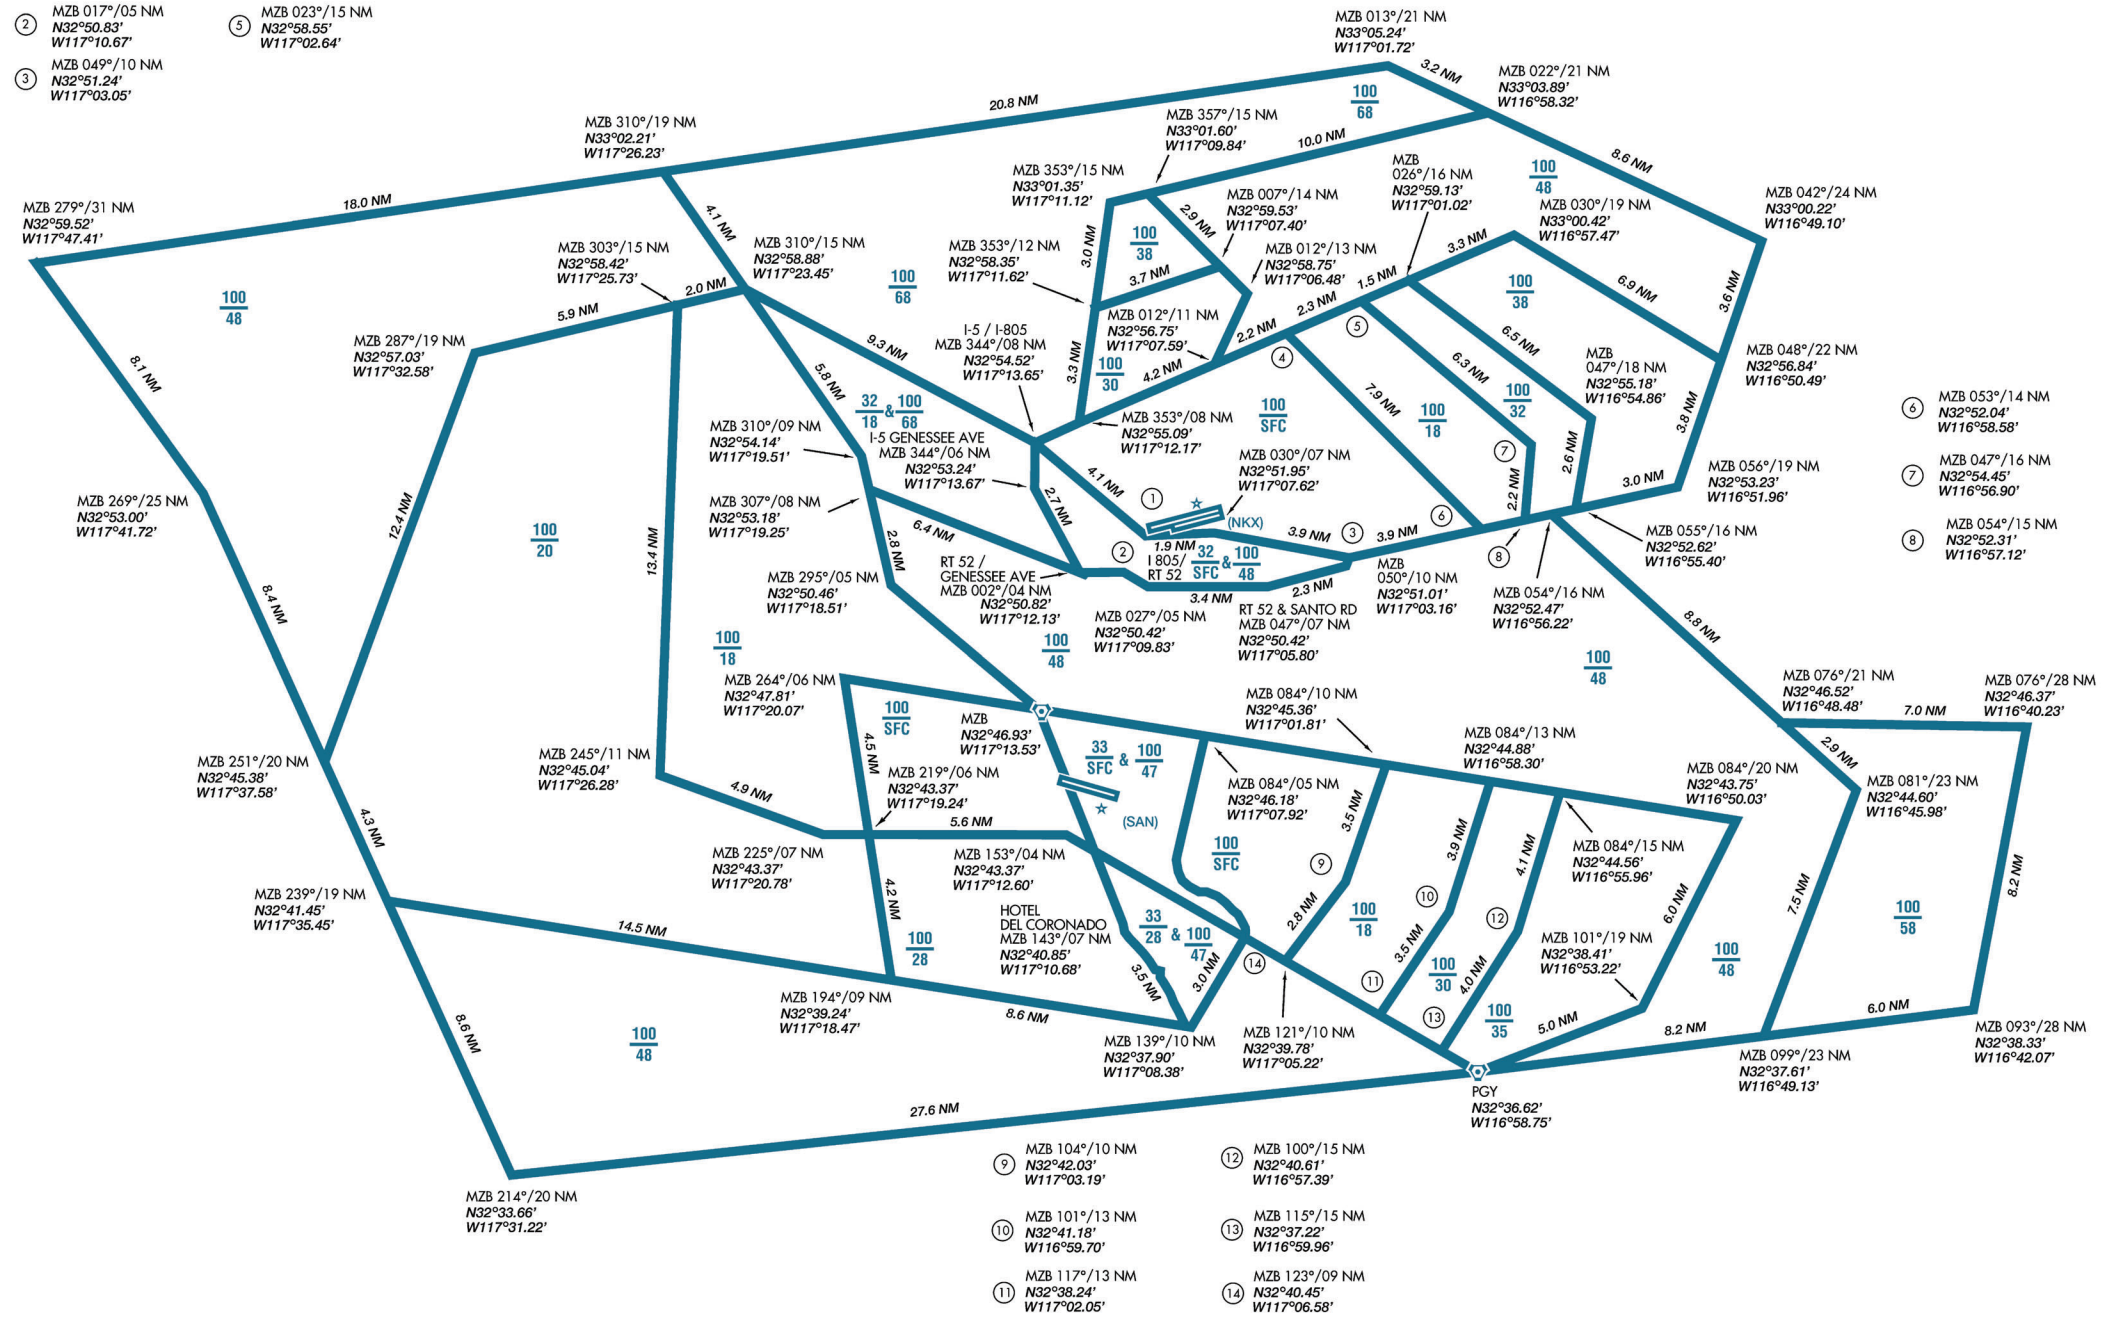 ② MZB 017°/05 NM
N32°50.83'
W117°10.67'
⑤ MZB 023°/15 NM
N32°58.55'
W117°02.64'
③ MZB 049°/10 NM
N32°51.24'
W117°03.05'
MZB 013°/21 NM
N33°05.24'
W117°01.72'
3.2 NM
MZB 022°/21 NM
N33°03.89'
W116°58.32'
20.8 NM
100
68
MZB 310°/19 NM
N33°02.21'
W117°26.23'
MZB 357°/15 NM
N33°01.60'
W117°09.84'
10.0 NM
8.6 NM
MZB 353°/15 NM
N33°01.35'
W117°11.12'
MZB
026°/16 NM
N32°59.13'
W117°01.02'
100
48
MZB 279°/31 NM
N32°59.52'
W117°47.41'
18.0 NM
4.1 NM
MZB 007°/14 NM
N32°59.53'
W117°07.40'
2.9 NM
MZB 030°/19 NM
N33°00.42'
W116°57.47'
MZB 042°/24 NM
N33°00.22'
W116°49.10'
MZB 303°/15 NM
N32°58.42'
W117°25.73'
MZB 310°/15 NM
N32°58.88'
W117°23.45'
MZB 353°/12 NM
N32°58.35'
W117°11.62'
3.0 NM
100
38
3.7 NM
MZB 012°/13 NM
N32°58.75'
W117°06.48'
3.3 NM
1.5 NM
2.3 NM
2.2 NM
100
38
6.9 NM
3.6 NM
100
48
5.9 NM
2.0 NM
100
68
MZB 287°/19 NM
N32°57.03'
W117°32.58'
8.1 NM
9.3 NM
I-5 / I-805
MZB 344°/08 NM
N32°54.52'
W117°13.65'
MZB 012°/11 NM
N32°56.75'
W117°07.59'
3.3 NM
100
30
4.2 NM
④
⑤
6.5 NM
6.3 NM
7.9 NM
MZB
047°/18 NM
N32°55.18'
W116°54.86'
MZB 048°/22 NM
N32°56.84'
W116°50.49'
5.8 NM
32
18
&
100
68
100
SFC
100
18
100
32
3.8 NM
⑥ MZB 053°/14 NM
N32°52.04'
W116°58.58'
MZB 310°/09 NM
N32°54.14'
W117°19.51'
I-5 GENESSEE AVE
MZB 344°/06 NM
N32°53.24'
W117°13.67'
MZB 353°/08 NM
N32°55.09'
W117°12.17'
4.1 NM
MZB 030°/07 NM
N32°51.95'
W117°07.62'
⑦
2.6 NM
2.2 NM
3.0 NM
MZB 056°/19 NM
N32°53.23'
W116°51.96'
⑦ MZB 047°/16 NM
N32°54.45'
W116°56.90'
MZB 269°/25 NM
N32°53.00'
W117°41.72'
12.4 NM
MZB 307°/08 NM
N32°53.18'
W117°19.25'
6.4 NM
2.7 NM
①
(NKX)
⑥
③
3.9 NM
3.9 NM
MZB 055°/16 NM
N32°52.62'
W116°55.40'
⑧ MZB 054°/15 NM
N32°52.31'
W116°57.12'
100
20
13.4 NM
2.8 NM
②
1.9 NM
I 805/
RT 52
32
SFC
&
100
48
⑧
RT 52 /
GENESSEE AVE
MZB 002°/04 NM
N32°50.82'
W117°12.13'
MZB
050°/10 NM
N32°51.01'
W117°03.16'
MZB 295°/05 NM
N32°50.46'
W117°18.51'
3.4 NM
2.3 NM
MZB 054°/16 NM
N32°52.47'
W116°56.22'
8.4 NM
MZB 027°/05 NM
N32°50.42'
W117°09.83'
RT 52 & SANTO RD
MZB 047°/07 NM
N32°50.42'
W117°05.80'
100
18
100
48
8.8 NM
100
48
MZB 264°/06 NM
N32°47.81'
W117°20.07'
MZB 084°/10 NM
N32°45.36'
W117°01.81'
MZB 076°/21 NM
N32°46.52'
W116°48.48'
MZB 076°/28 NM
N32°46.37'
W116°40.23'
7.0 NM
100
SFC
MZB
N32°46.93'
W117°13.53'
MZB 084°/13 NM
N32°44.88'
W116°58.30'
2.9 NM
MZB 251°/20 NM
N32°45.38'
W117°37.58'
MZB 245°/11 NM
N32°45.04'
W117°26.28'
4.5 NM
33
SFC
&
100
47
MZB 084°/05 NM
N32°46.18'
W117°07.92'
MZB 084°/20 NM
N32°43.75'
W116°50.03'
MZB 081°/23 NM
N32°44.60'
W116°45.98'
4.9 NM
MZB 219°/06 NM
N32°43.37'
W117°19.24'
5.6 NM
(SAN)
3.5 NM
3.9 NM
4.1 NM
MZB 084°/15 NM
N32°44.56'
W116°55.96'
4.3 NM
MZB 225°/07 NM
N32°43.37'
W117°20.78'
MZB 153°/04 NM
N32°43.37'
W117°12.60'
100
SFC
⑨
8.2 NM
MZB 239°/19 NM
N32°41.45'
W117°35.45'
4.2 NM
HOTEL
DEL CORONADO
MZB 143°/07 NM
N32°40.85'
W117°10.68'
33
28
&
100
47
2.8 NM
100
18
⑩
⑫
6.0 NM
7.5 NM
100
58
14.5 NM
100
28
3.5 NM
3.0 NM
⑭
3.5 NM
⑪
100
30
4.0 NM
MZB 101°/19 NM
N32°38.41'
W116°53.22'
100
48
MZB 194°/09 NM
N32°39.24'
W117°18.47'
8.6 NM
8.6 NM
100
48
MZB 139°/10 NM
N32°37.90'
W117°08.38'
MZB 121°/10 NM
N32°39.78'
W117°05.22'
⑬
100
35
5.0 NM
8.2 NM
6.0 NM
MZB 093°/28 NM
N32°38.33'
W116°42.07'
MZB 099°/23 NM
N32°37.61'
W116°49.13'
27.6 NM
PGY
N32°36.62'
W116°58.75'
MZB 214°/20 NM
N32°33.66'
W117°31.22'
⑨ MZB 104°/10 NM
N32°42.03'
W117°03.19'
⑫ MZB 100°/15 NM
N32°40.61'
W116°57.39'
⑩ MZB 101°/13 NM
N32°41.18'
W116°59.70'
⑬ MZB 115°/15 NM
N32°37.22'
W116°59.96'
⑪ MZB 117°/13 NM
N32°38.24'
W117°02.05'
⑭ MZB 123°/09 NM
N32°40.45'
W117°06.58'